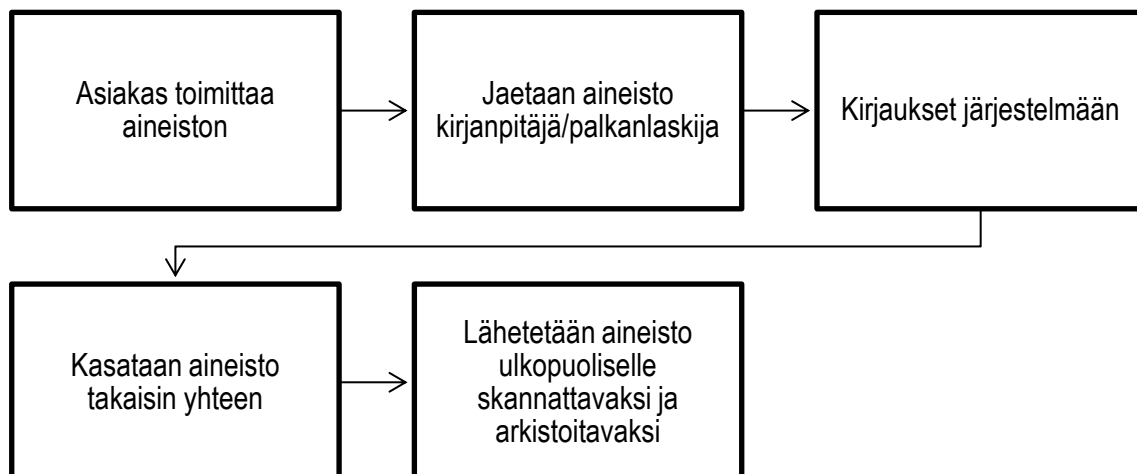 Asiakas toimittaa
aineiston
Jaetaan aineisto
kirjanpitäjä/palkanlaskija
Kirjaukset järjestelmään
Kasataan aineisto
takaisin yhteen
Lähetetään aineisto
ulkopuoliselle
skannattavaksi ja
arkistoitavaksi